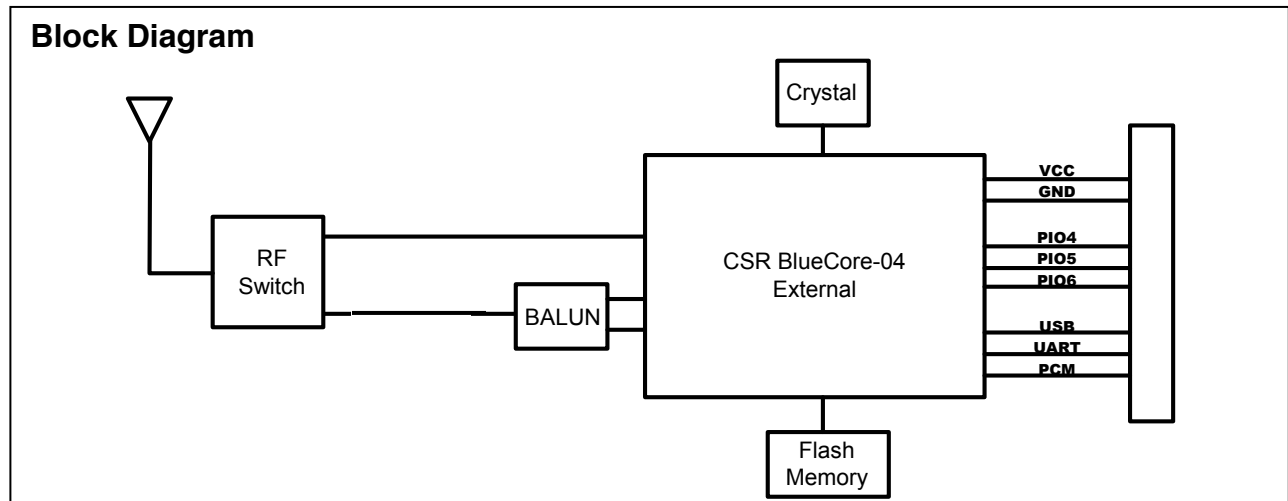 Block Diagram
Crystal
VCC
GND
PIO4
PIO5
PIO6
USB
UART
PCM
RF
Switch
BALUN
CSR BlueCore-04
External
Flash
Memory